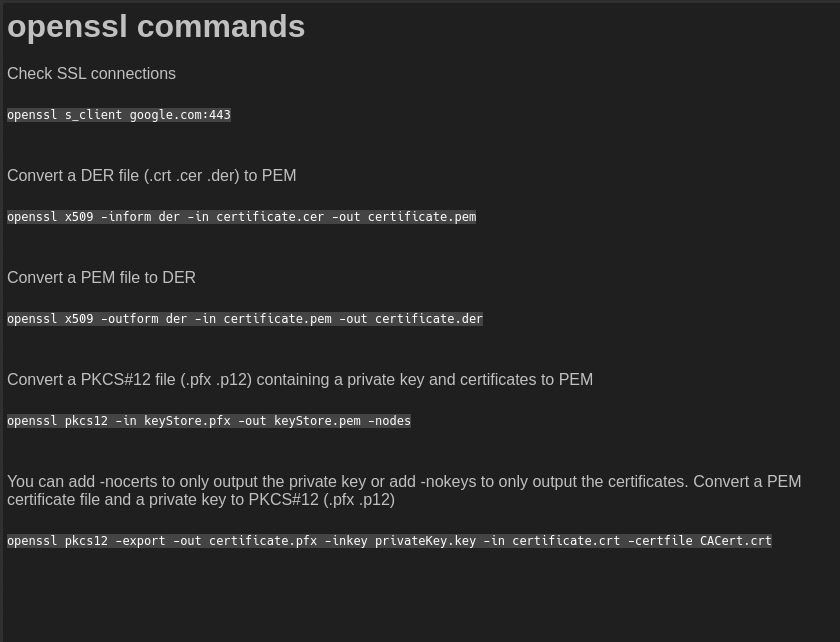 openssl commands
Check SSL connections
openssl s_client google.com:443
Convert a DER file (.crt .cer .der) to PEM
openssl x509 -inform der -in certificate.cer -out certificate.pem
Convert a PEM file to DER
openssl x509 -outform der -in certificate.pem -out certificate.der
Convert a PKCS#12 file (.pfx .p12) containing a private key and certificates to PEM
openssl pkcs12 -in keyStore.pfx -out keyStore.pem -nodes
You can add -nocerts to only output the private key or add -nokeys to only output the certificates. Convert a PEM
certificate file and a private key to PKCS#12 (.pfx .p12)
openssl pkcs12 -export -out certificate.pfx -inkey privateKey.key -in certificate.crt -certfile CACert.crt